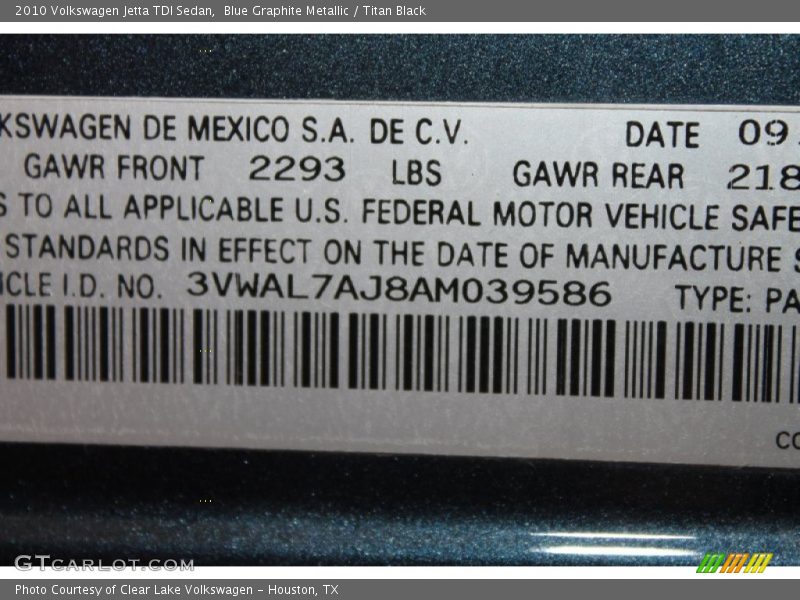 2010 Volkswagen Jetta TDI Sedan,  Blue Graphite Metallic / Titan Black
KSWAGEN DE MEXICO S.A. DE C.V. DATE 09
GAWR FRONT 2293 LBS GAWR REAR 218
S TO ALL APPLICABLE U.S. FEDERAL MOTOR VEHICLE SAFE
STANDARDS IN EFFECT ON THE DATE OF MANUFACTURE S
ICLE I.D. NO. 3VWAL7AJ8AM039586 TYPE: PA
CO
GTCARLOT.COM
Photo Courtesy of Clear Lake Volkswagen – Houston, TX